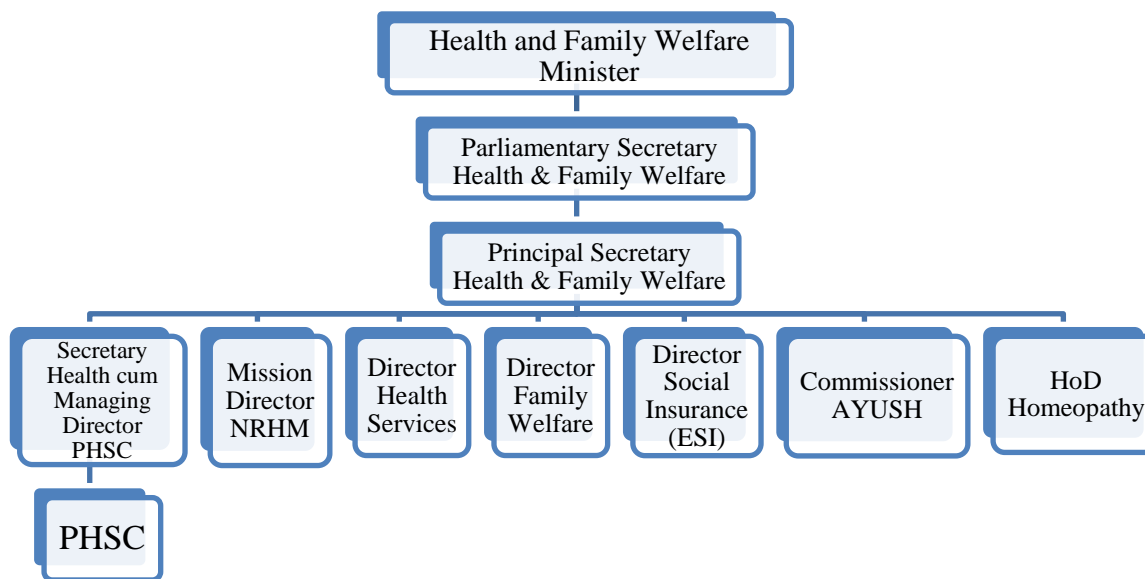 Health and Family Welfare
Minister
Parliamentary Secretary
Health & Family Welfare
Principal Secretary
Health & Family Welfare
Secretary
Health cum
Managing
Director
PHSC
Mission
Director
NRHM
Director
Health
Services
Director
Family
Welfare
Director
Social
Insurance
(ESI)
Commissioner
AYUSH
HoD
Homeopathy
PHSC